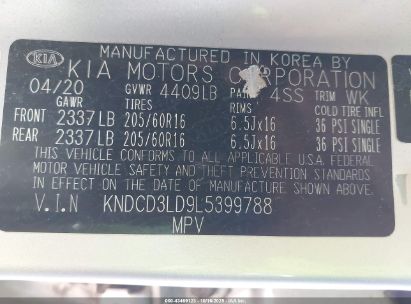 MANUFACTURED IN KOREA BY
KIA KIA MOTORS CORPORATION
04/20 GVWR 4409LB 4SS TRIM WK
GAWR TIRES RIMS COLD TIRE INFL
FRONT 2337LB 205/60R16 6.5Jx16 36 PSI SINGLE
REAR 2337LB 205/60R16 6.5Jx16 36 PSI SINGLE
THIS VEHICLE CONFORMS TO ALL APPLICABLE U.S.A. FEDERAL
MOTOR VEHICLE SAFETY AND THEFT PREVENTION STANDARDS
IN EFFECT ON THE DATE OF MANUFACTURE SHOWN ABOVE.
V.I.N KNDCD3LD9L5399788
MPV